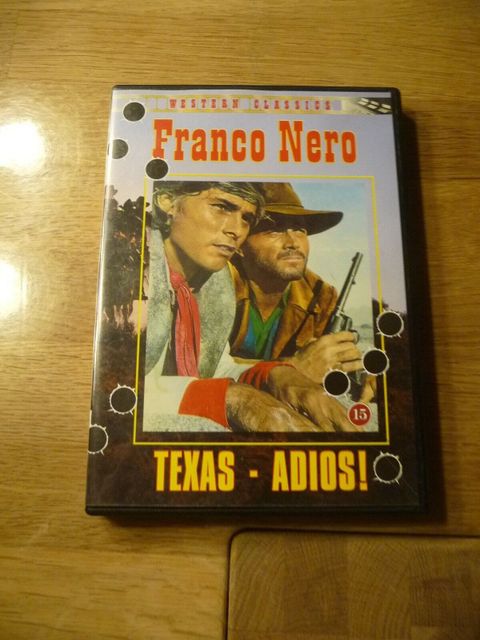 WESTERN CLASSICS
Franco Nero
15
TEXAS - ADIOS!